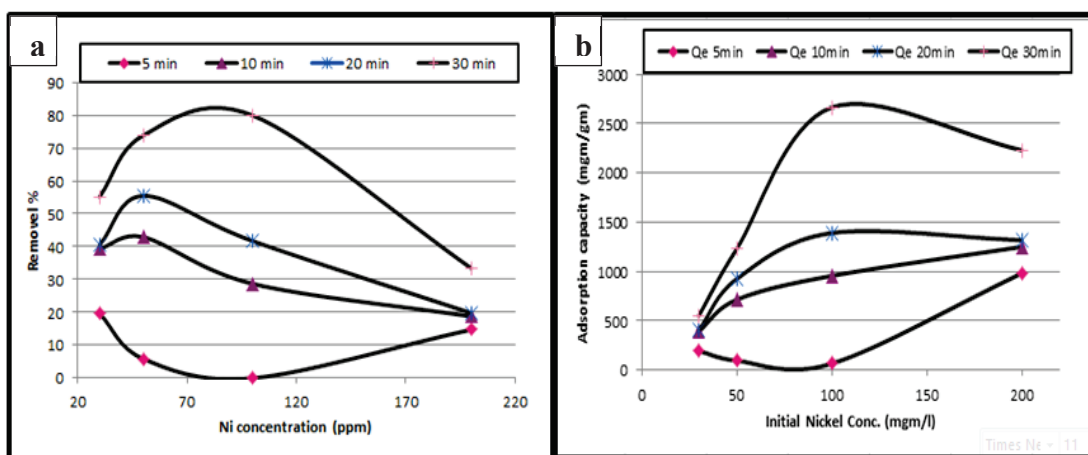 a
5 min 10 min 20 min 30 min
Removel %
90
80
70
60
50
40
30
20
10
0
20 70 120 170 220
Ni concentration (ppm)
b
Qe 5min Qe 10min Qe 20min Qe 30min
Adsorption capacity (mgm/gm)
3000
2500
2000
1500
1000
500
0
0 50 100 150 200
Initial Nickel Conc. (mgm/l)
Times Ne 11